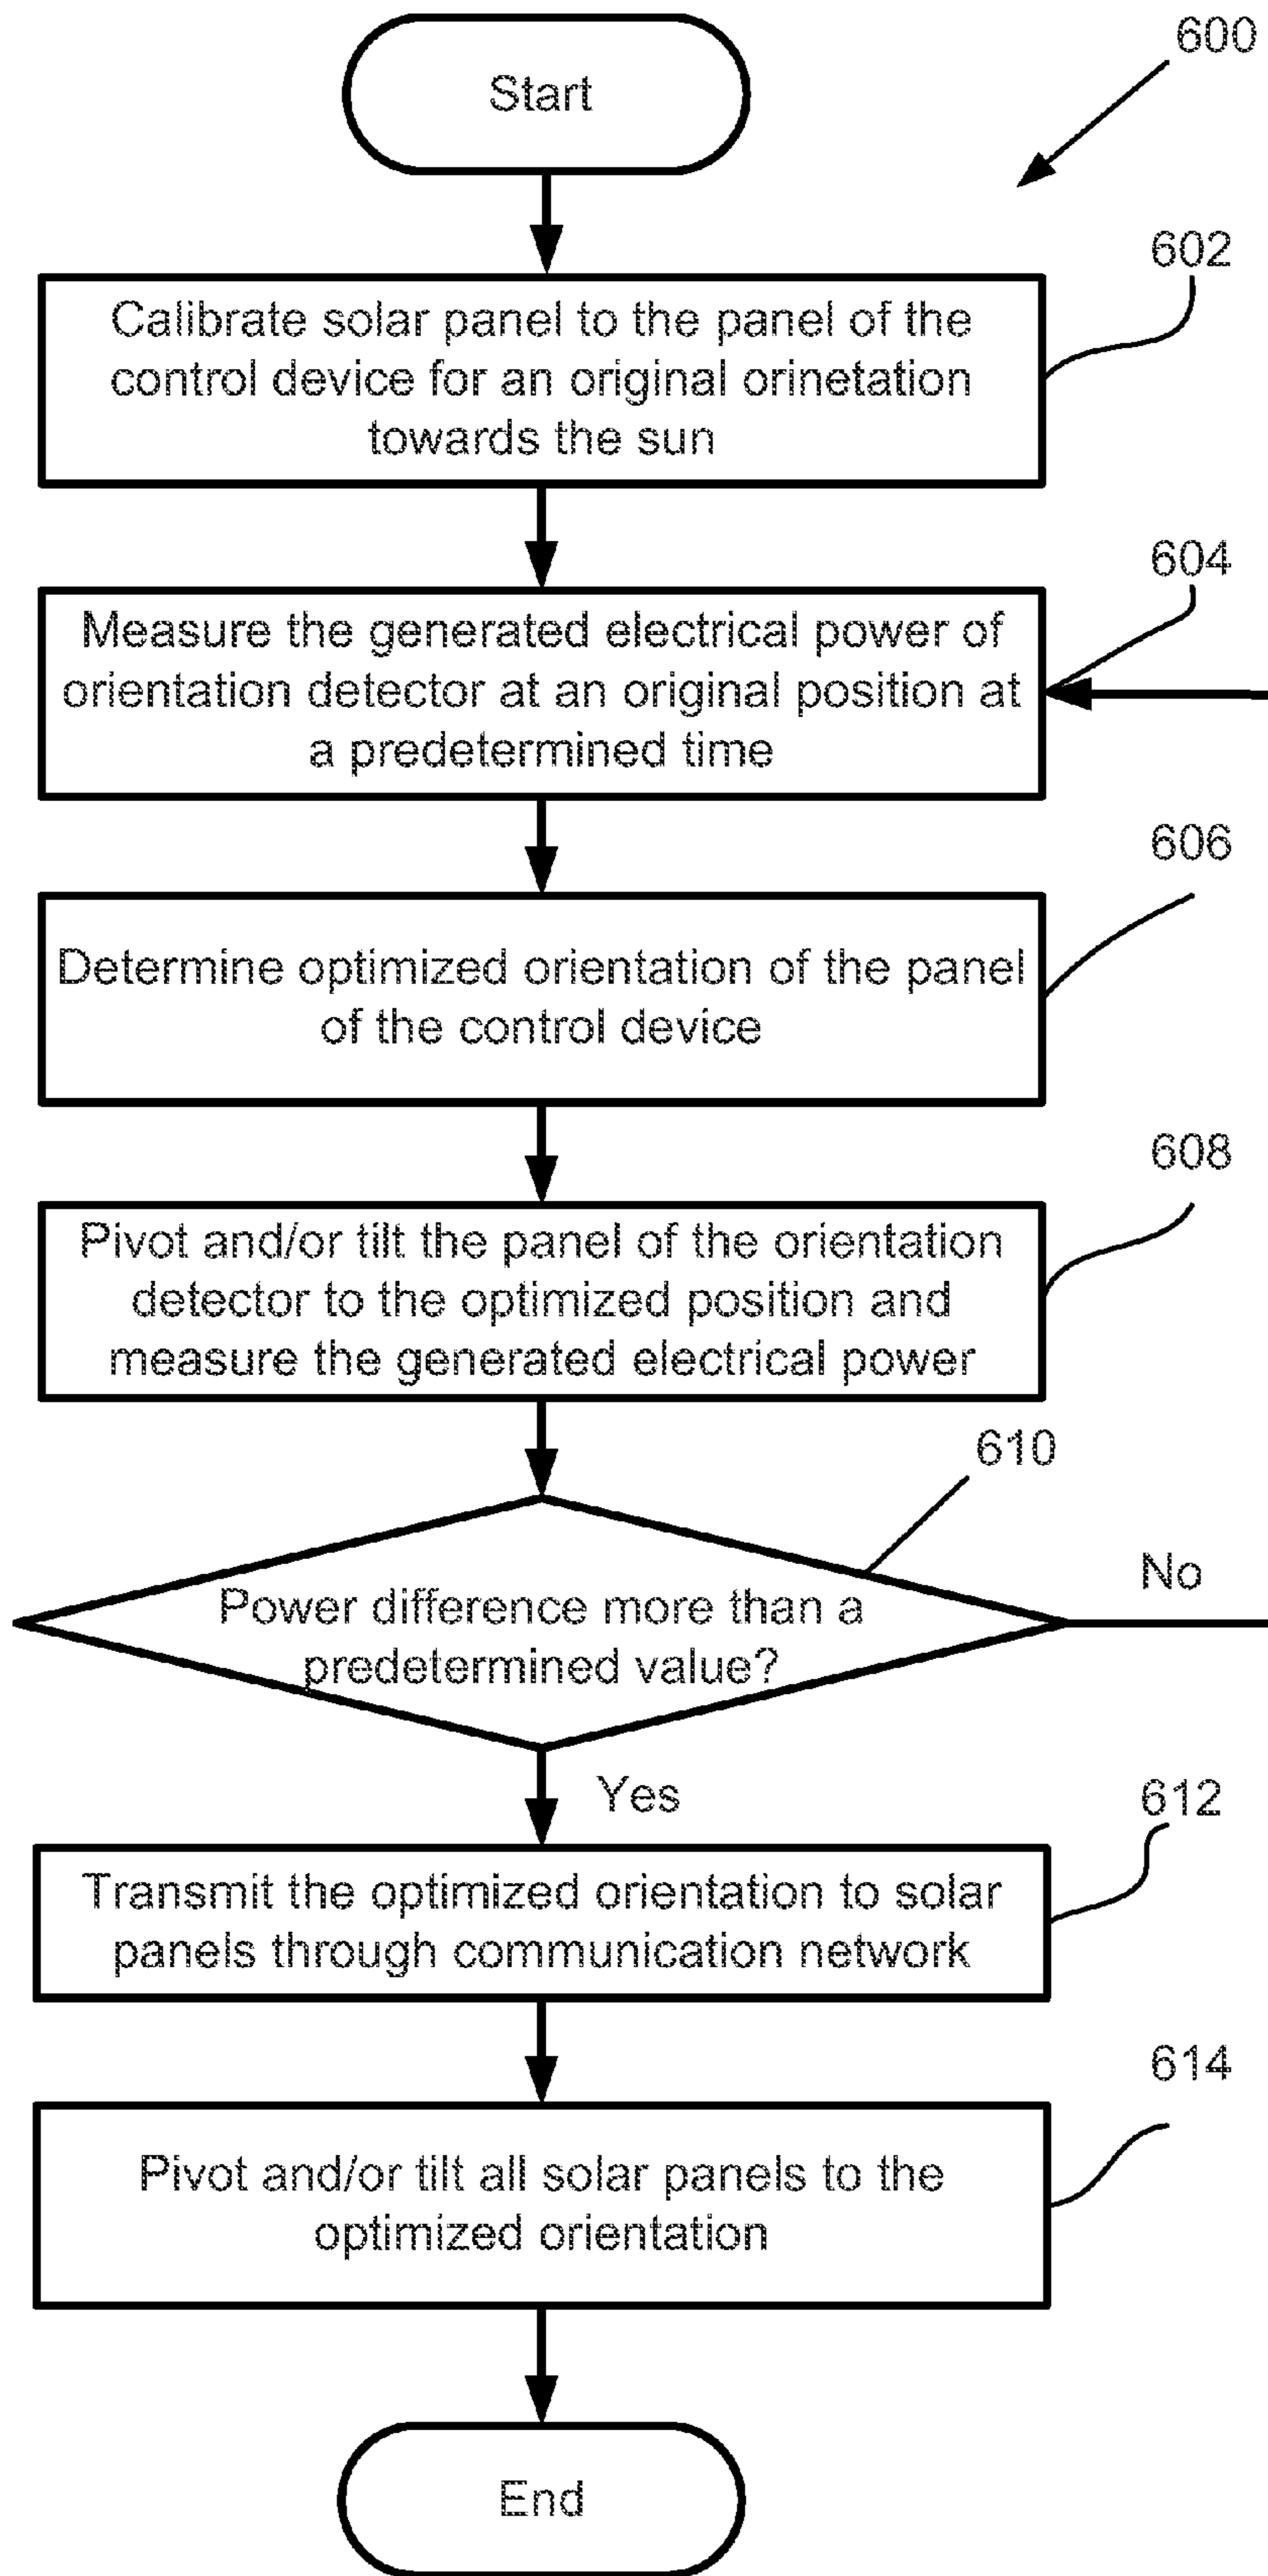 Start
600
602
Calibrate solar panel to the panel of the
control device for an original orinetation
towards the sun
604
Measure the generated electrical power of
orientation detector at an original position at
a predetermined time
606
Determine optimized orientation of the panel
of the control device
608
Pivot and/or tilt the panel of the orientation
detector to the optimized position and
measure the generated electrical power
610
Power difference more than a
predetermined value?
No
Yes
612
Transmit the optimized orientation to solar
panels through communication network
614
Pivot and/or tilt all solar panels to the
optimized orientation
End